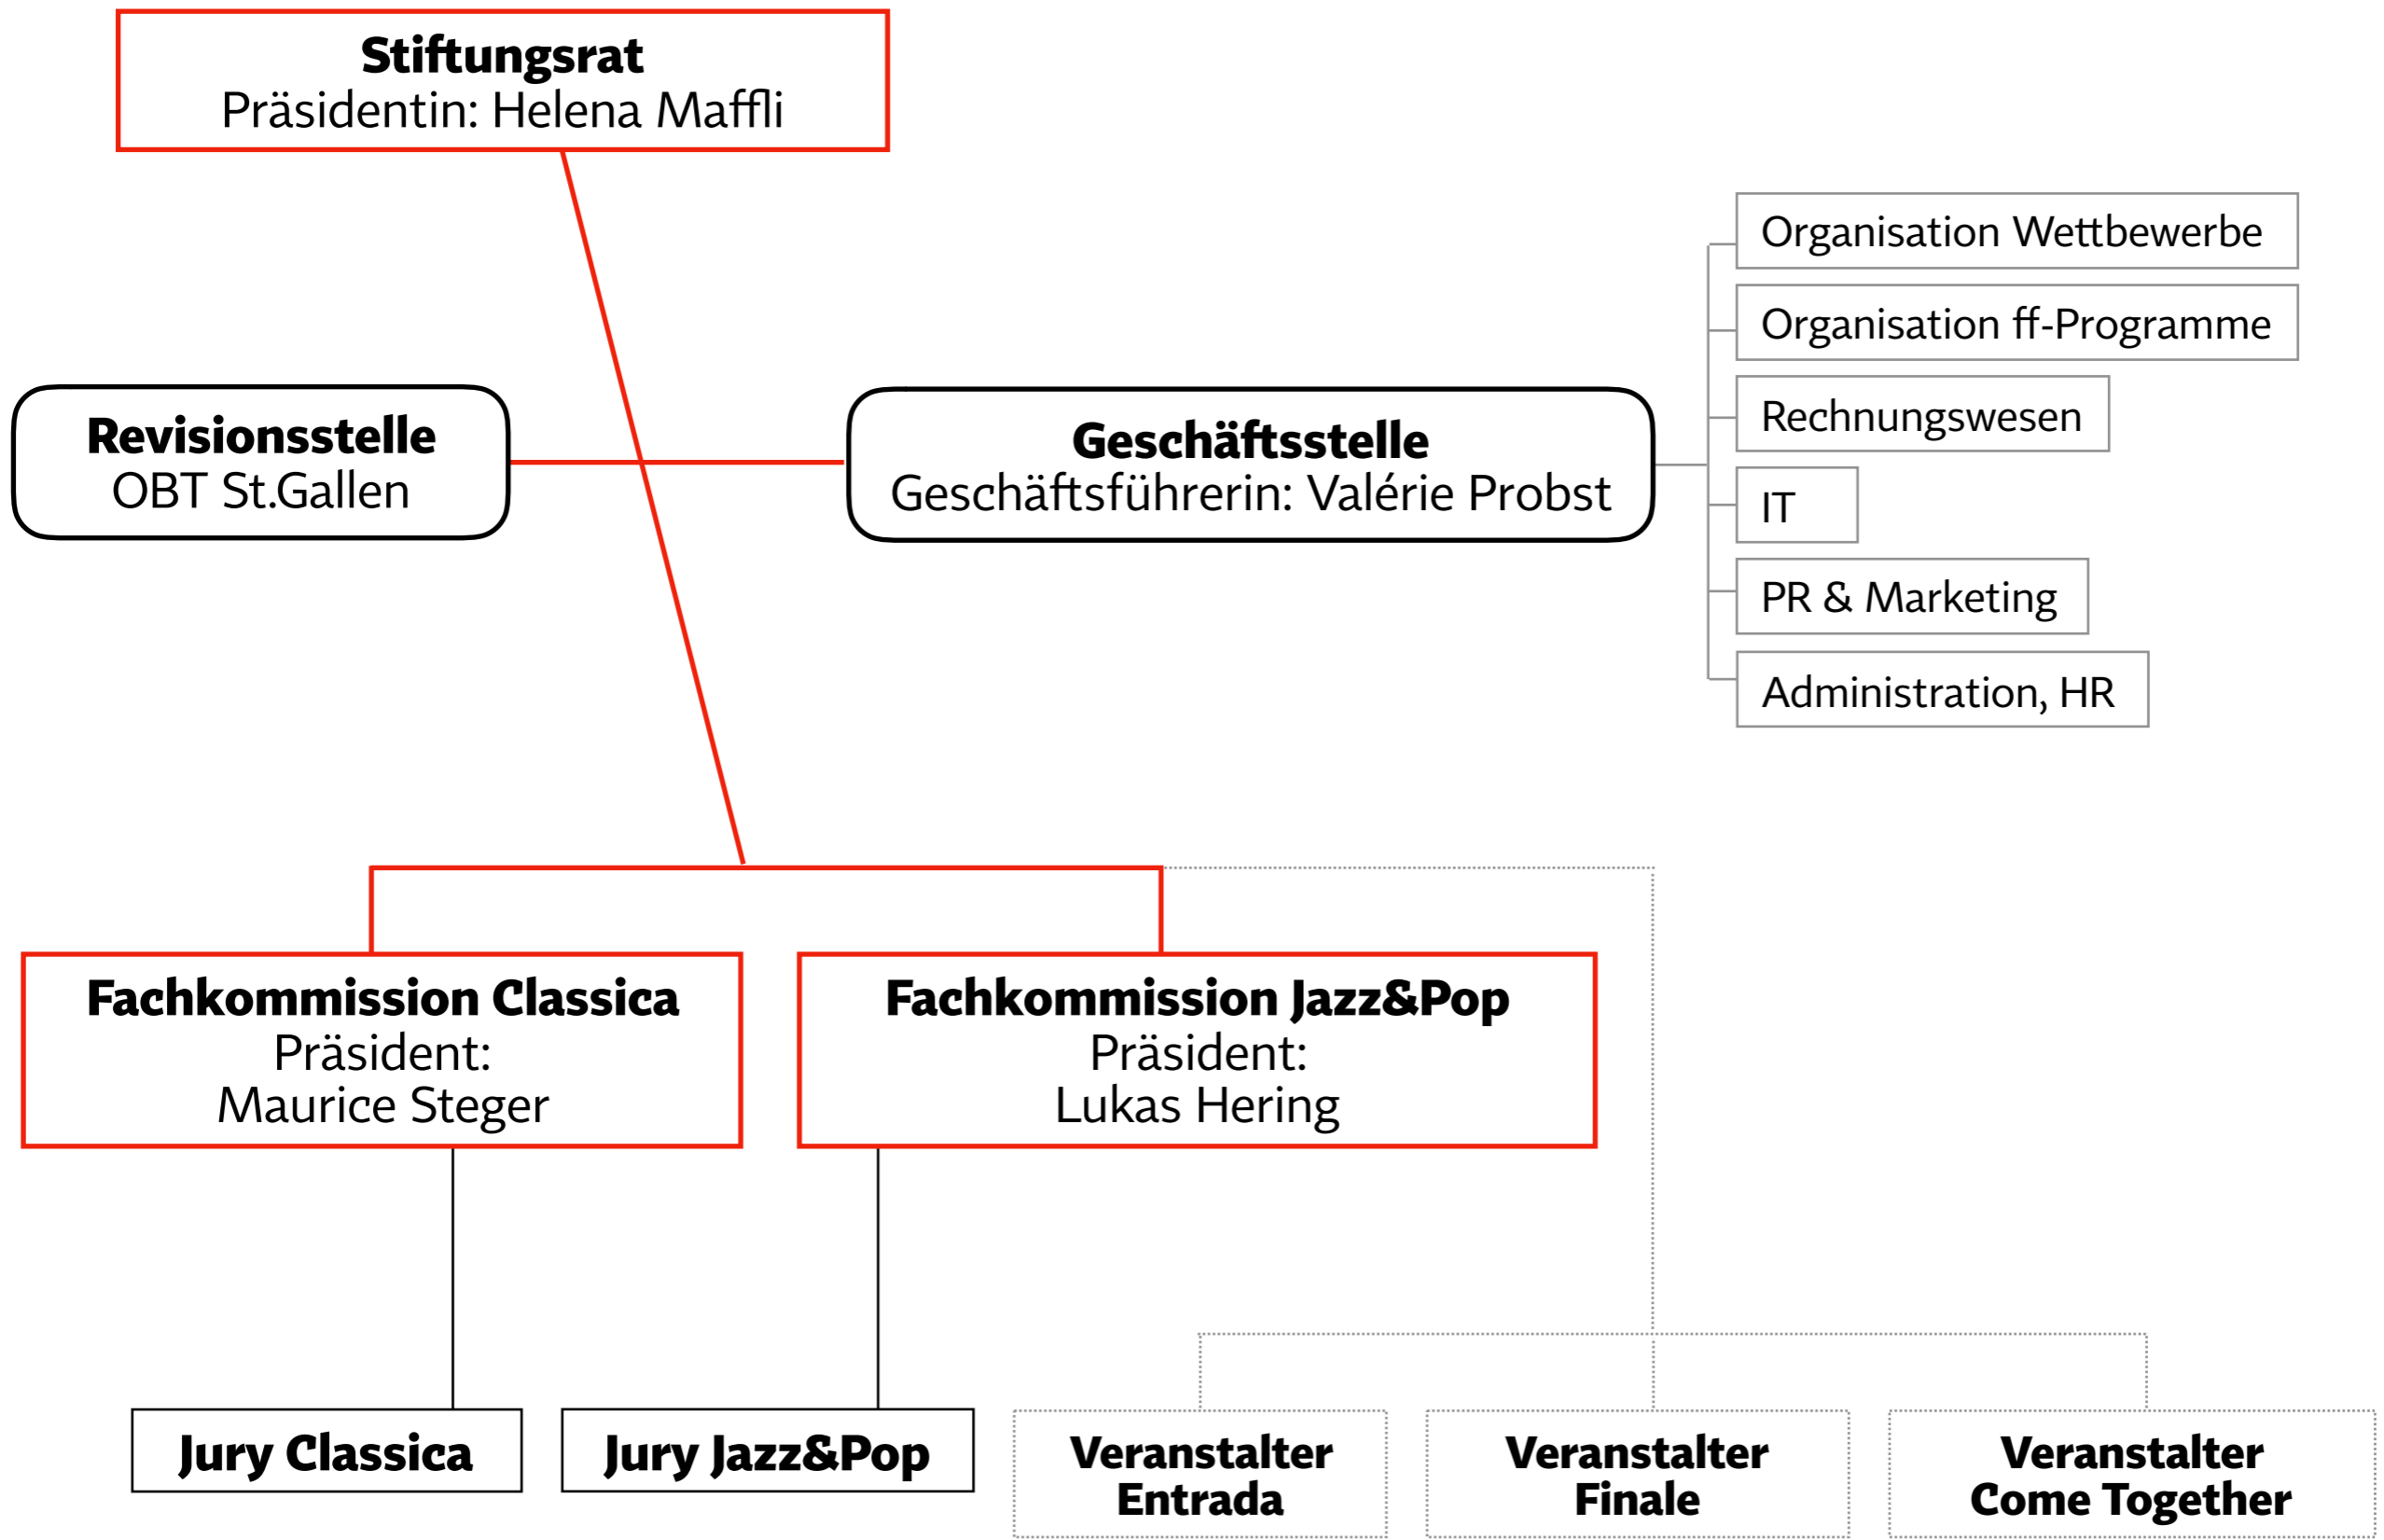 Stiftungsrat
Präsidentin: Helena Maffli
Organisation Wettbewerbe
Organisation ff-Programme
Rechnungswesen
IT
PR & Marketing
Administration, HR
Revisionsstelle
OBT St.Gallen
Geschäftsstelle
Geschäftsführerin: Valérie Probst
Fachkommission Classica
Präsident:
Maurice Steger
Fachkommission Jazz&Pop
Präsident:
Lukas Hering
Jury Classica
Jury Jazz&Pop
Veranstalter
Entrada
Veranstalter
Finale
Veranstalter
Come Together